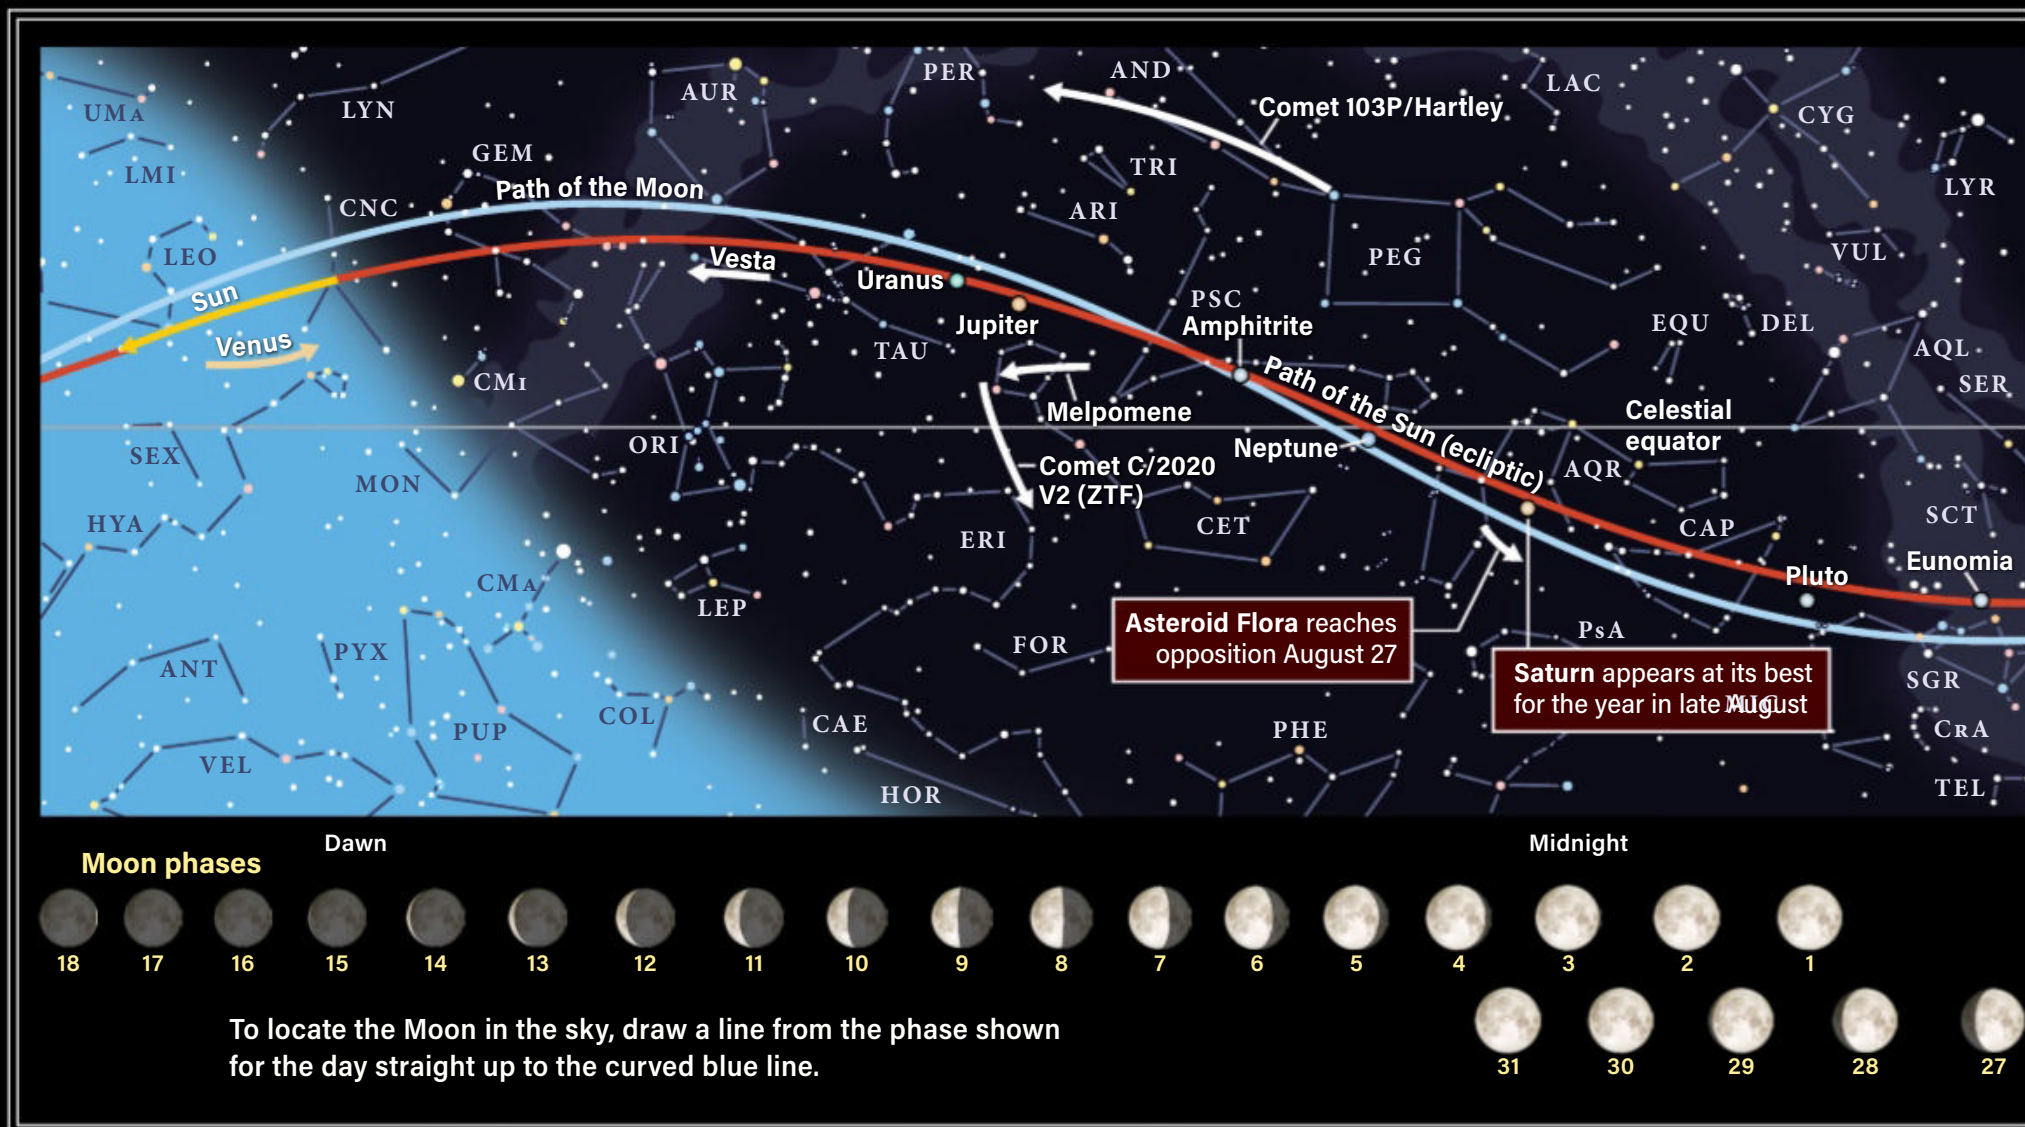 PER
AND
LAC
UMA
LYN
AUR
Comet 103P/Hartley
CYG
LMI
GEM
TRI
LYR
Path of the Moon
CNC
ARI
LEO
Vesta
PEG
VUL
Sun
Uranus
PSC
Jupiter
Amphitrite
EQU
DEL
Venus
TAU
AQL
CMI
SER
Path of the Sun (ecliptic)
Melpomene
Celestial
equator
SEX
ORI
Neptune
MON
Comet C/2020
V2 (ZTF)
AQR
HYA
ERI
CET
CAP
SCT
Eunomia
CMA
Pluto
LEP
Asteroid Flora reaches
opposition August 27
PsA
ANT
PYX
FOR
Saturn appears at its best
for the year in late August
MIC
SGR
COL
PUP
CAE
PHE
CRA
VEL
HOR
TEL
Dawn
Midnight
Moon phases
18 17 16 15 14 13 12 11 10 9 8 7 6 5 4 3 2 1
To locate the Moon in the sky, draw a line from the phase shown
for the day straight up to the curved blue line.
31 30 29 28 27